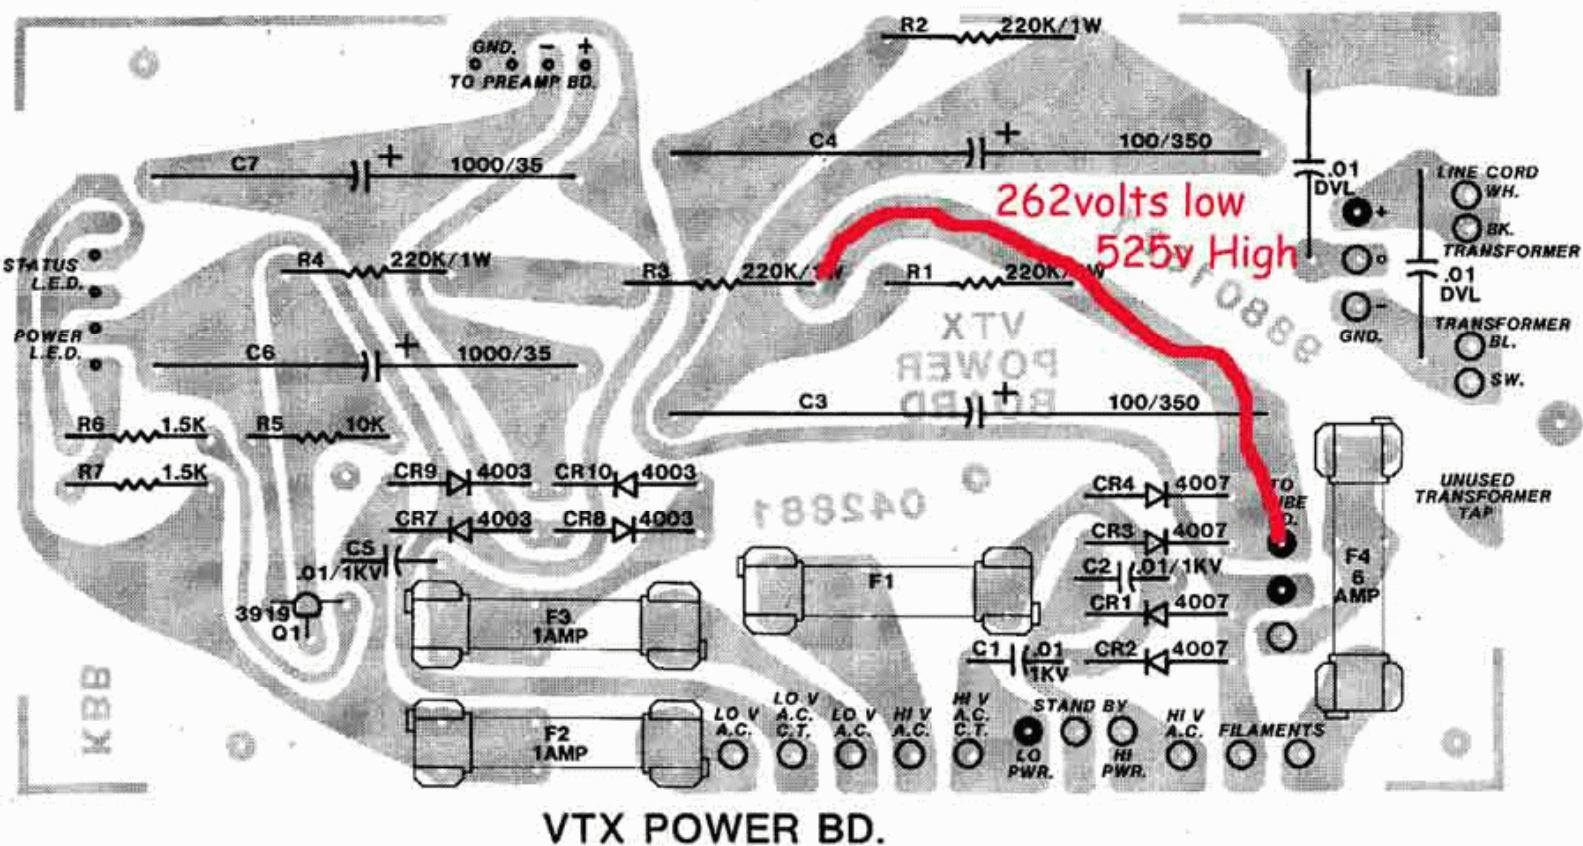 R2 220K/1W
GND. - +
TO PREAMP BD.
C7 + 1000/35
C4 + 100/350
.01
DVL
LINE CORD
WH.
BK.
TRANSFORMER
+
o
-
GND.
.01
DVL
TRANSFORMER
BL.
SW.
262volts low
525v High
STATUS
L.E.D.
POWER
L.E.D.
R4 220K/1W
R3 220K/1W
R1 220K/1W
98801
VTX
POWER
BOARD
C6 + 1000/35
C3 + 100/350
R6 1.5K
R5 10K
R7 1.5K
CR9 4003
CR10 4003
CR7 4003
CR8 4003
042881
CR4 4007
CR3 4007
C2 .01/1KV
CR1 4007
CR2 4007
C1 .01
1KV
TO
UNUSED
TRANSFORMER
TAP
F4
6
AMP
C5
.01/1KV
3919
Q1
F3
1AMP
F1
F2
1AMP
KBB
LO V
A.C.
LO V
A.C.
C.T.
LO V
A.C.
HI V
A.C.
HI V
A.C.
C.T.
STAND BY
LO
PWR.
HI
PWR.
HI V
A.C.
FILAMENTS
VTX POWER BD.